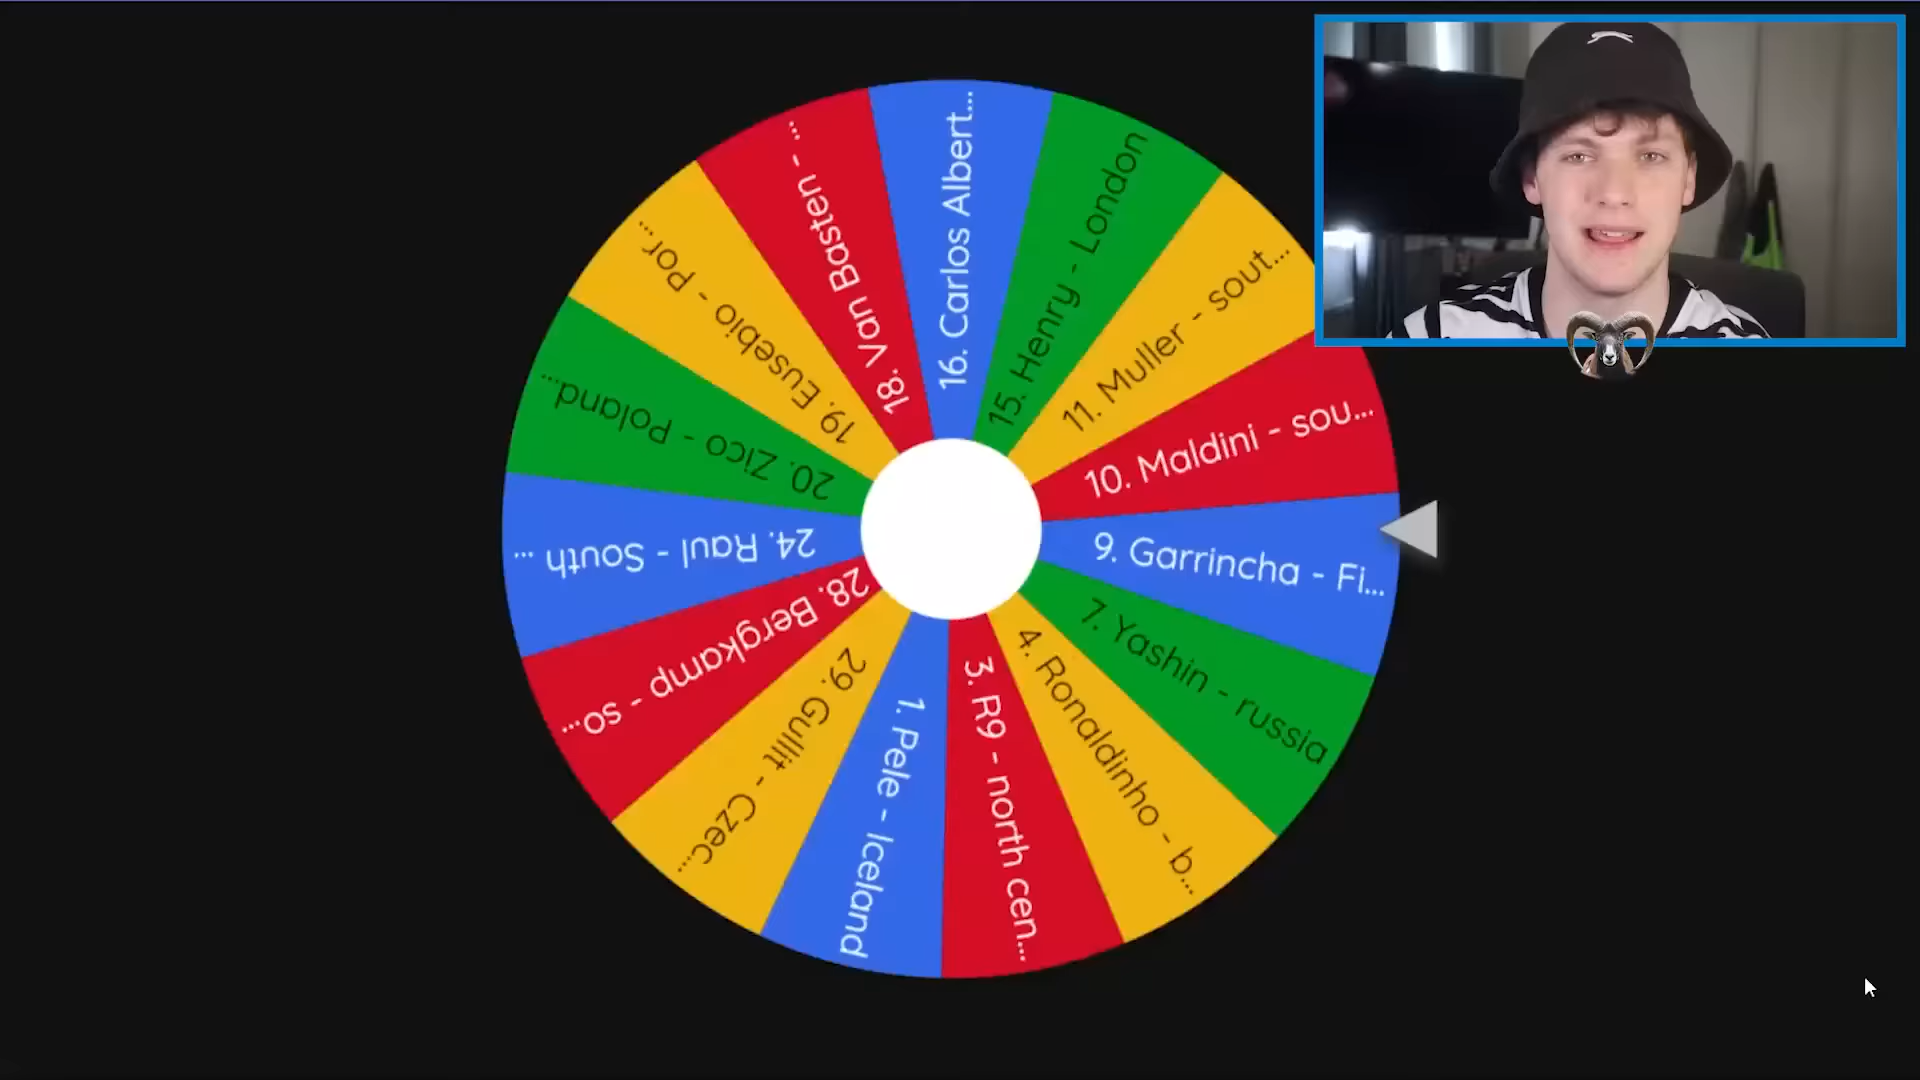 16. Carlos Albert...
15. Henry - London
11. Muller - sout...
10. Maldini - sou...
9. Garrincha - Fi...
7. Yashin - russia
4. Ronaldinho - b...
3. R9 - north cen...
1. Pele - Iceland
29. Gullit - Czec...
28. Bergkamp - so...
24. Raul - South ...
20. Zico - Poland...
19. Eusebio - Por...
18. Van Basten - ...